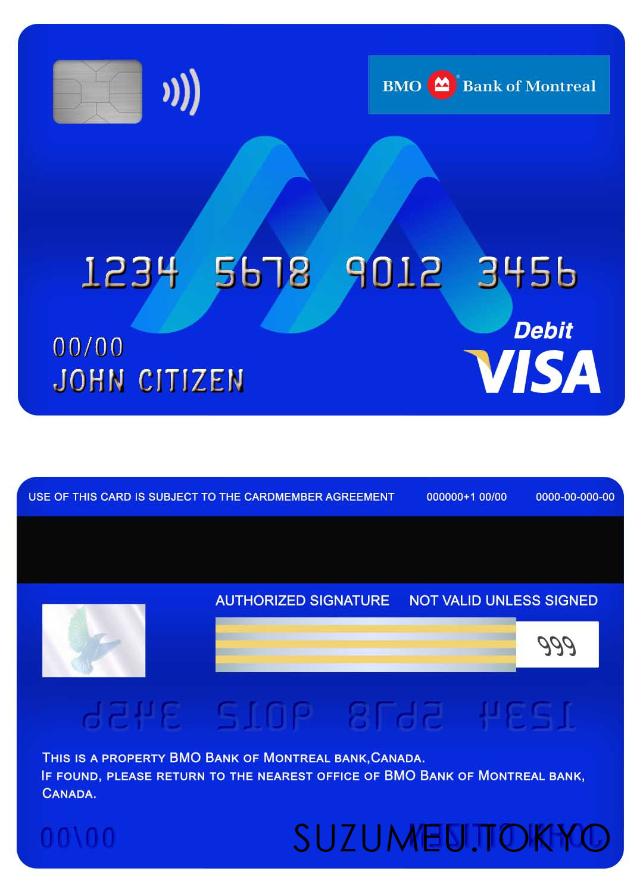 BMO Bank of Montreal
1234 5678 9012 3456
00/00
Debit
JOHN CITIZEN
VISA
USE OF THIS CARD IS SUBJECT TO THE CARDMEMBER AGREEMENT 000000+1 00/00 0000-00-000-00
AUTHORIZED SIGNATURE NOT VALID UNLESS SIGNED
999
THIS IS A PROPERTY BMO BANK OF MONTREAL BANK,CANADA.
IF FOUND, PLEASE RETURN TO THE NEAREST OFFICE OF BMO BANK OF MONTREAL BANK,
CANADA.
00\00
SUZUMEU.TOKYO